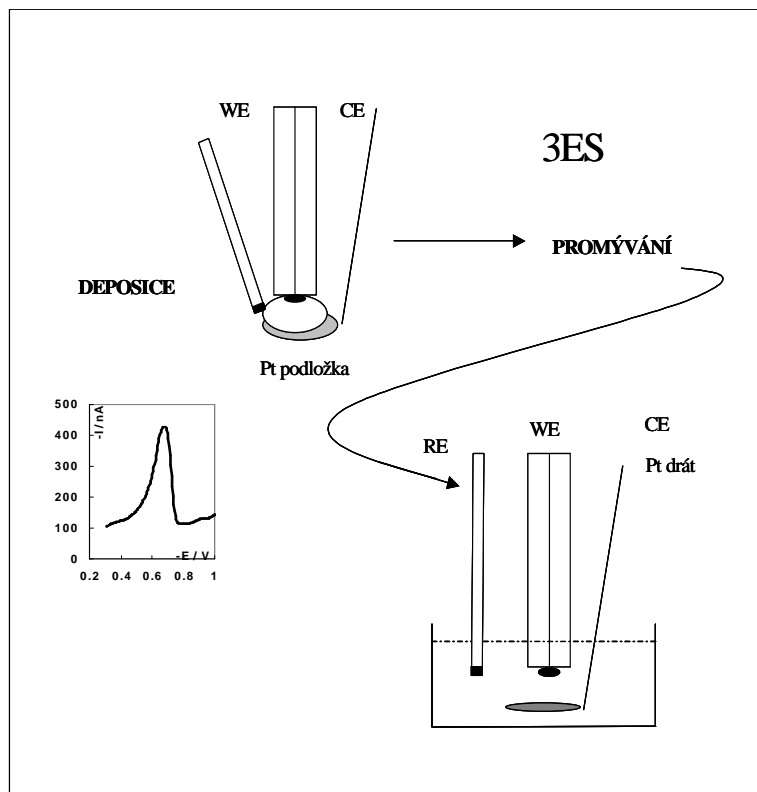 WE
CE
3ES
PROMÝVÁNÍ
DEPOSICE
Pt podložka
500
400
300
200
100
0
-I/nA
-E/V
0.2 0.4 0.6 0.8 1
RE
WE
CE
Pt drát